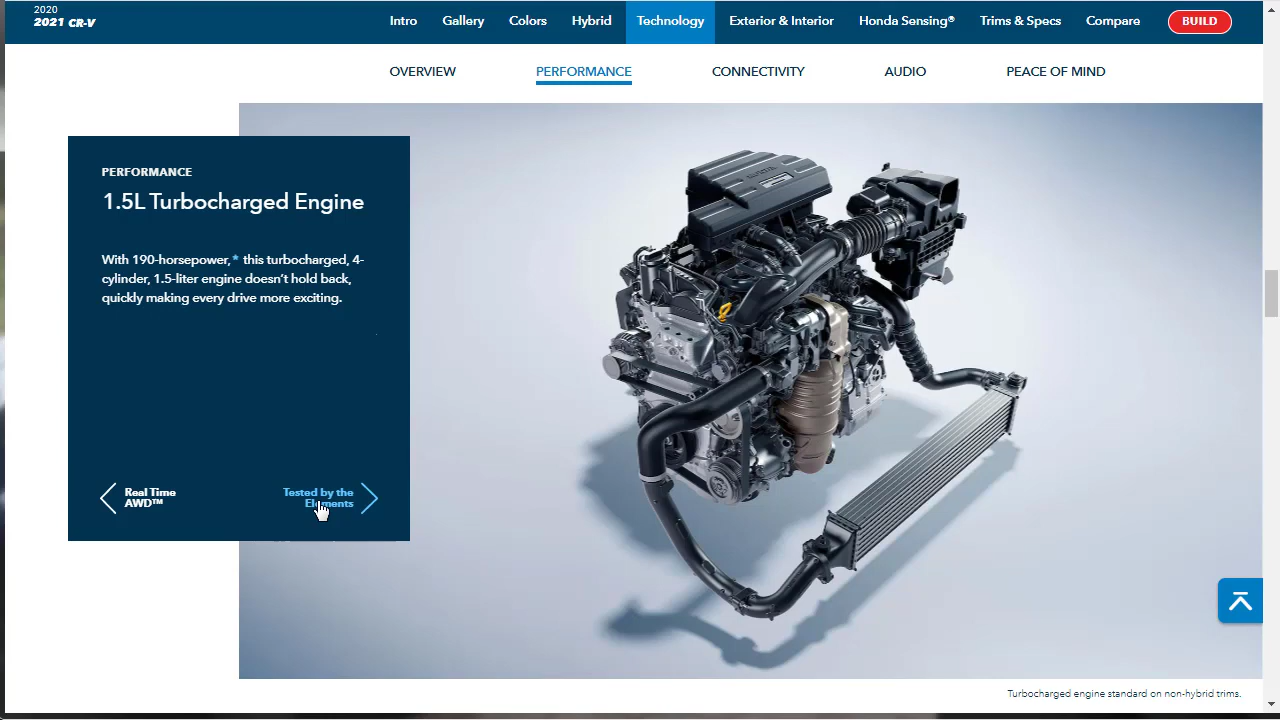 2020
2021 CR-V
Intro Gallery Colors Hybrid Technology Exterior & Interior Honda Sensing® Trims & Specs Compare BUILD
OVERVIEW PERFORMANCE CONNECTIVITY AUDIO PEACE OF MIND
PERFORMANCE
1.5L Turbocharged Engine
With 190-horsepower,* this turbocharged, 4-
cylinder, 1.5-liter engine doesn't hold back,
quickly making every drive more exciting.
Real Time
AWD™
Tested by the
Elements
Turbocharged engine standard on non-hybrid trims.